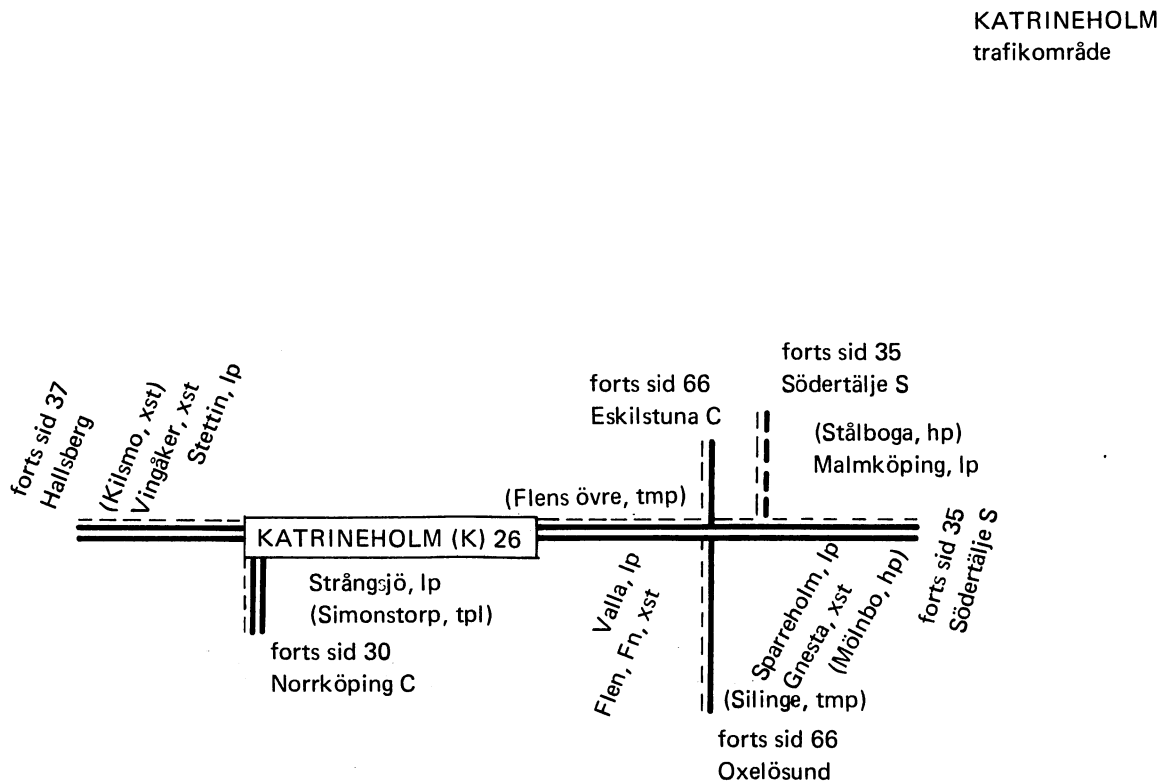 KATRINEHOLM
trafikområde
forts sid 37
Hallsberg
(Kilsmo, xst)
Vingåker, xst
Stettin, lp
forts sid 66
Eskilstuna C
forts sid 35
Södertälje S
(Stålboga, hp)
Malmköping, lp
(Flens övre, tmp)
KATRINEHOLM (K) 26
Strångsjö, lp
(Simonstorp, tpl)
forts sid 30
Norrköping C
Valla, lp
Flen, Fn, xst
Sparreholm, lp
Gnesta, xst
(Mölnbo, hp)
forts sid 35
Södertälje S
(Silinge, tmp)
forts sid 66
Oxelösund